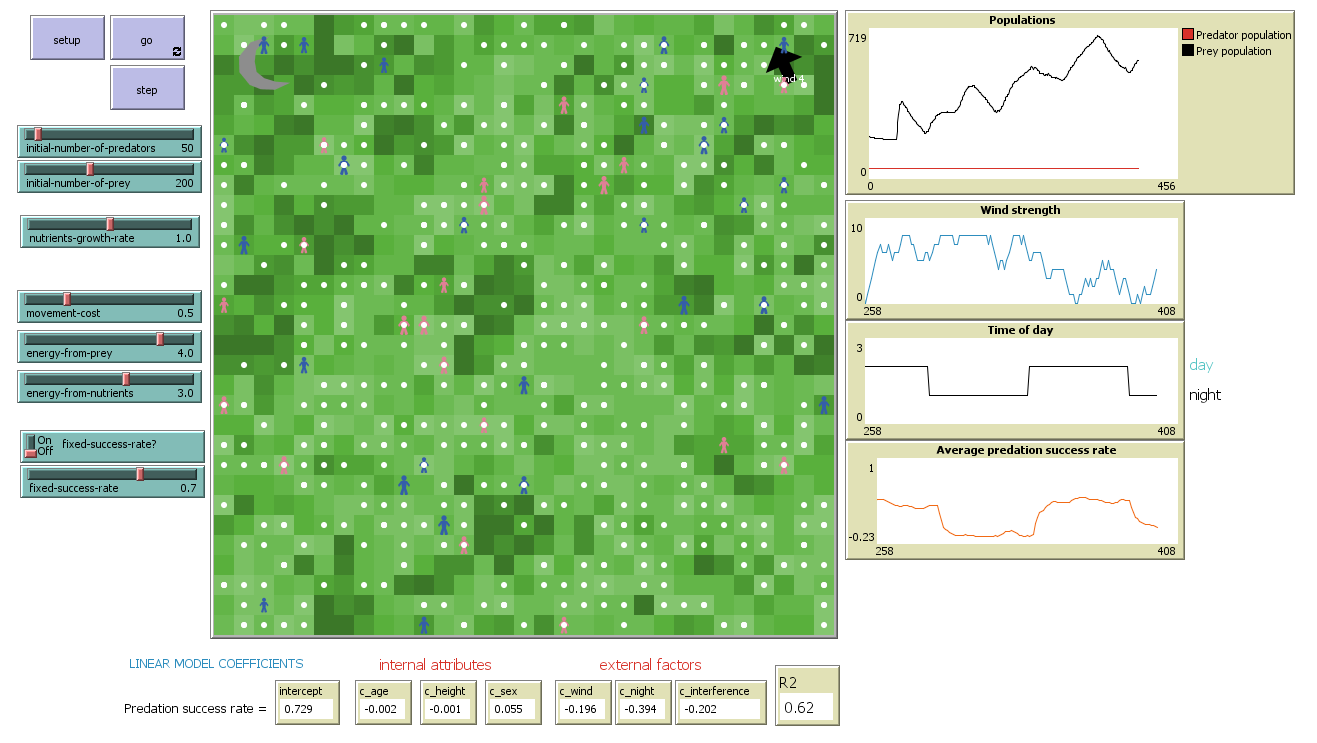 setup
go
step
initial-number-of-predators 50
initial-number-of-prey 200
nutrients-growth-rate 1.0
movement-cost 0.5
energy-from-prey 4.0
energy-from-nutrients 3.0
On
Off
fixed-success-rate?
fixed-success-rate 0.7
wind 4
Populations
719
0
0 456
Predator population
Prey population
Wind strength
10
0
258 408
Time of day
3
0
258 408
day
night
Average predation success rate
1
-0.23
258 408
LINEAR MODEL COEFFICIENTS
internal attributes
external factors
Predation success rate =
intercept
0.729
c_age
-0.002
c_height
-0.001
c_sex
0.055
c_wind
-0.196
c_night
-0.394
c_interference
-0.202
R2
0.62